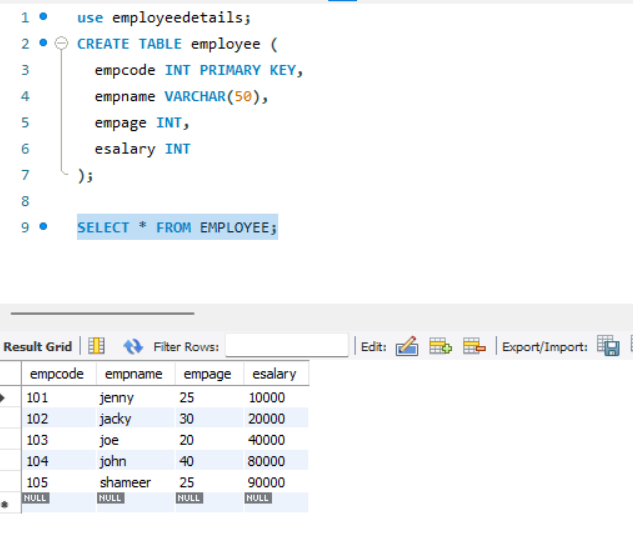 1 use employeedetails;
2 CREATE TABLE employee (
3 empcode INT PRIMARY KEY,
4 empname VARCHAR(50),
5 empage INT,
6 esalary INT
7 );
8
9 SELECT * FROM EMPLOYEE;
Result Grid Filter Rows: Edit: Export/Import:
empcode empname empage esalary
101 jenny 25 10000
102 jacky 30 20000
103 joe 20 40000
104 john 40 80000
105 shameer 25 90000
NULL NULL NULL NULL